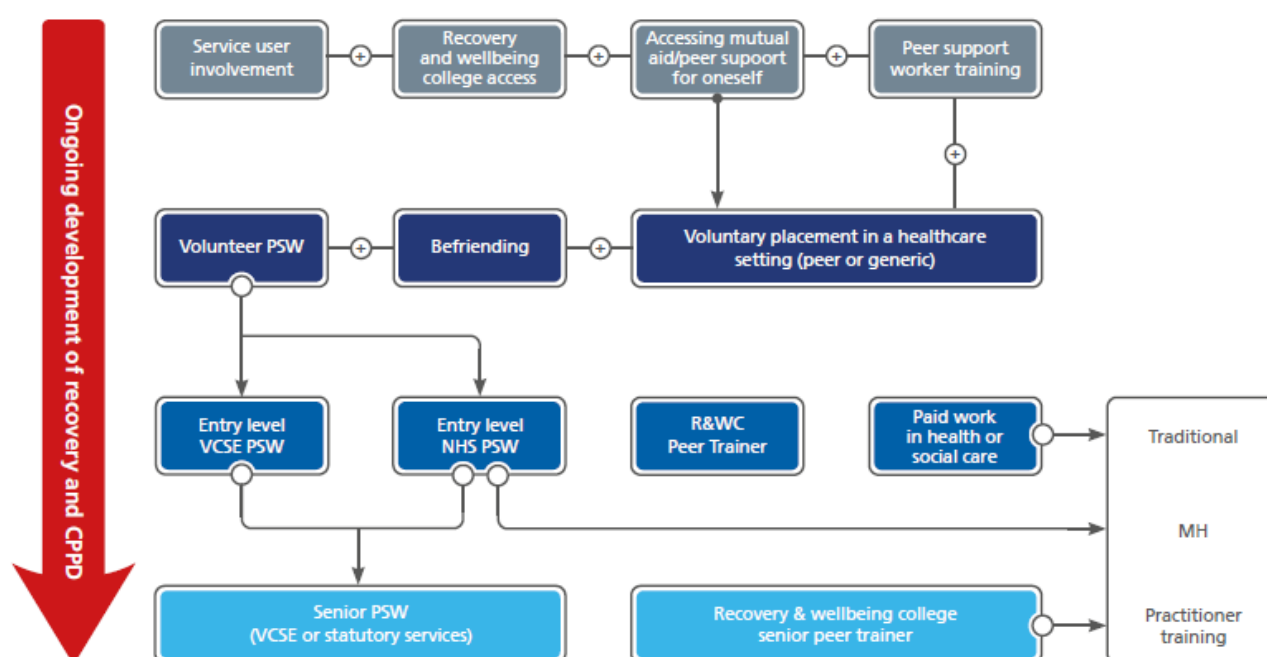 Ongoing development of recovery and CPPD
Service user
involvement
Recovery
and wellbeing
college access
Accessing mutual
aid/peer supoort
for oneself
Peer support
worker training
Volunteer PSW
Befriending
Voluntary placement in a healthcare
setting (peer or generic)
Entry level
VCSE PSW
Entry level
NHS PSW
R&WC
Peer Trainer
Paid work
in health or
social care
Traditional
MH
Practitioner
training
Senior PSW
(VCSE or statutory services)
Recovery & wellbeing college
senior peer trainer